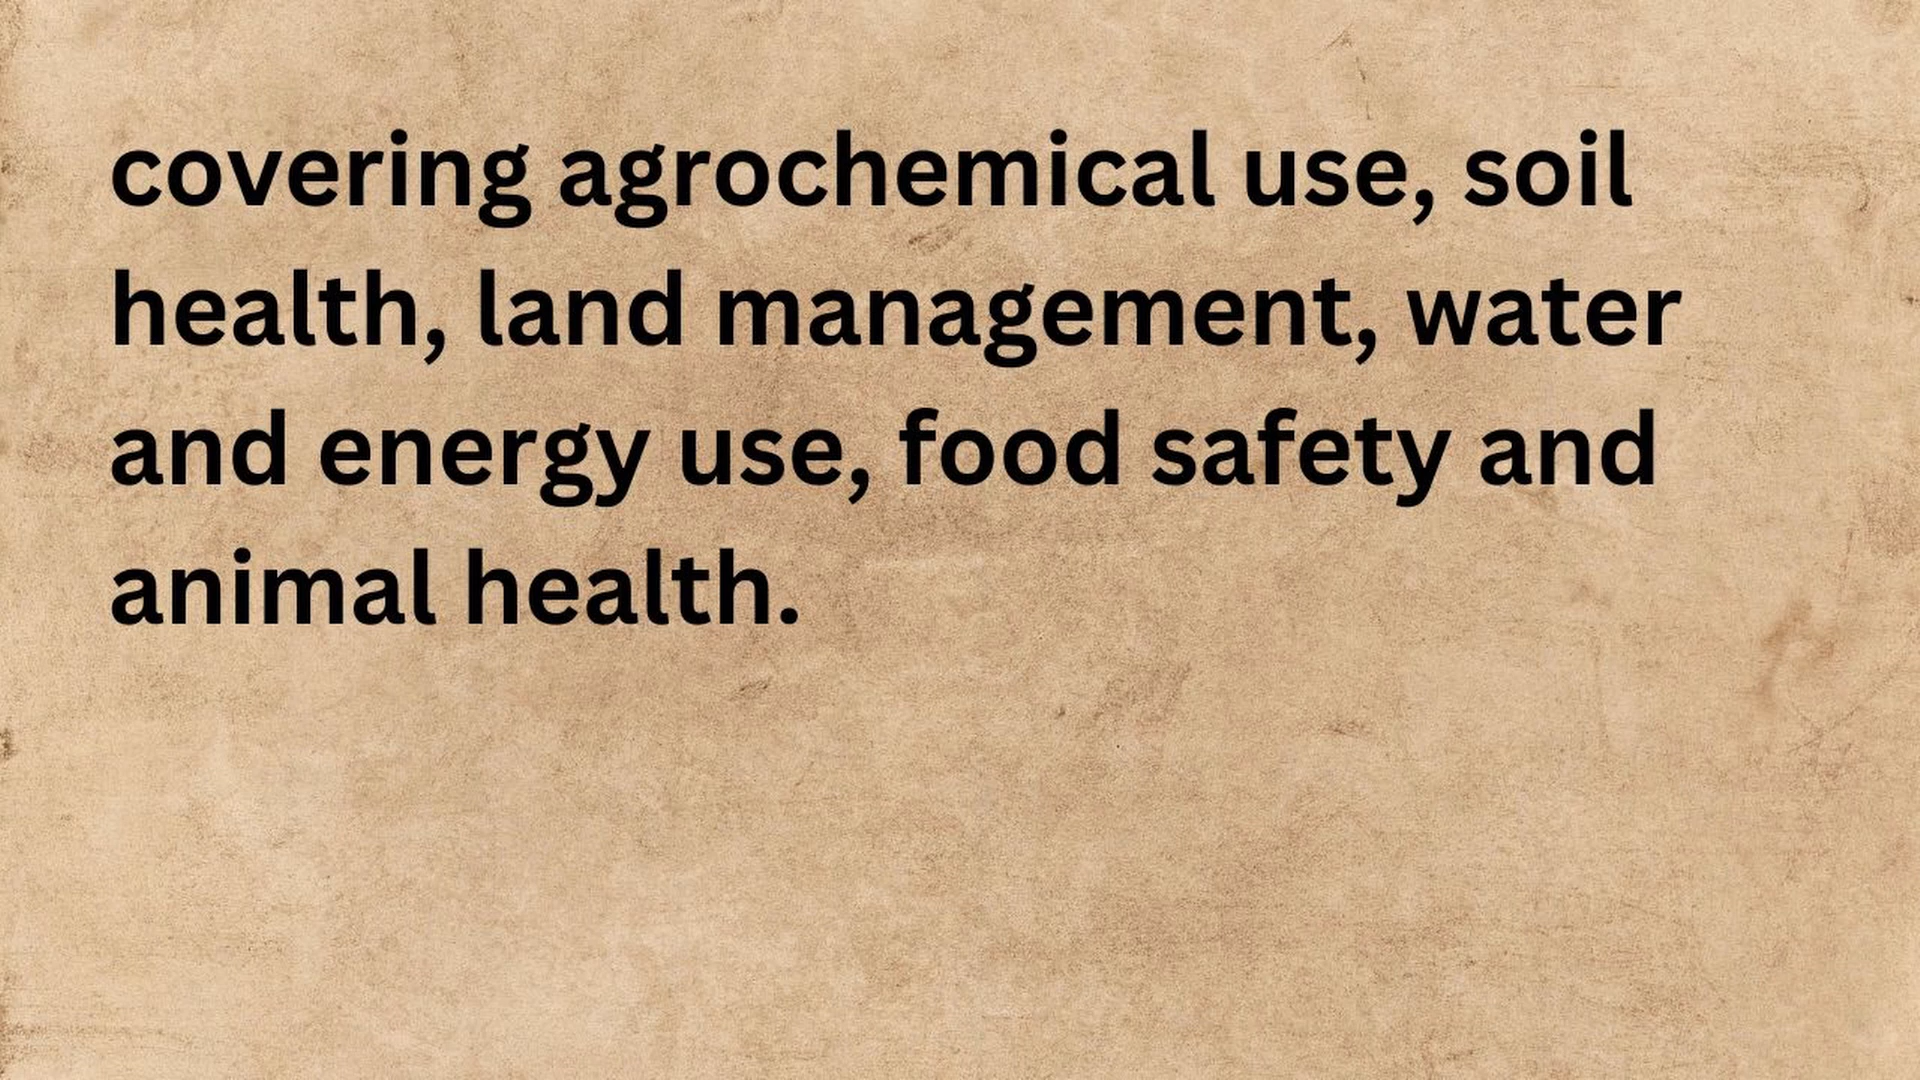 covering agrochemical use, soil
health, land management, water
and energy use, food safety and
animal health.